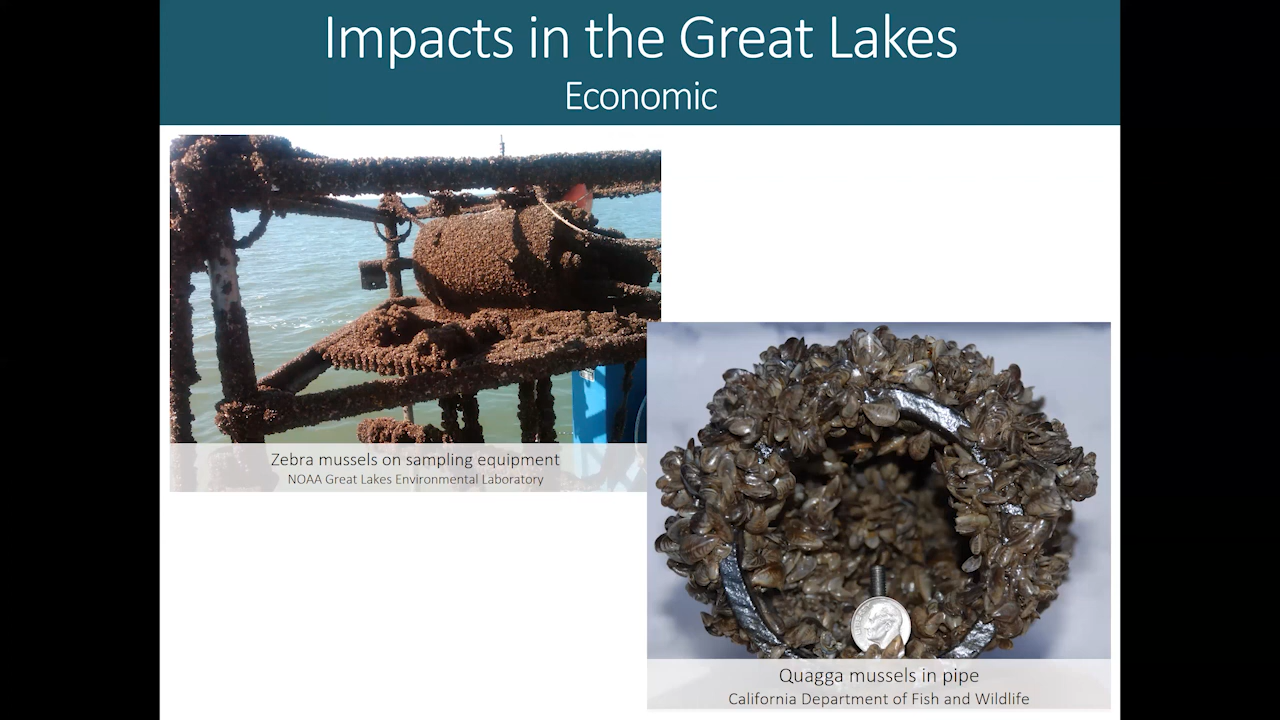 Impacts in the Great Lakes
Economic
Zebra mussels on sampling equipment
NOAA Great Lakes Environmental Laboratory
Quagga mussels in pipe
California Department of Fish and Wildlife